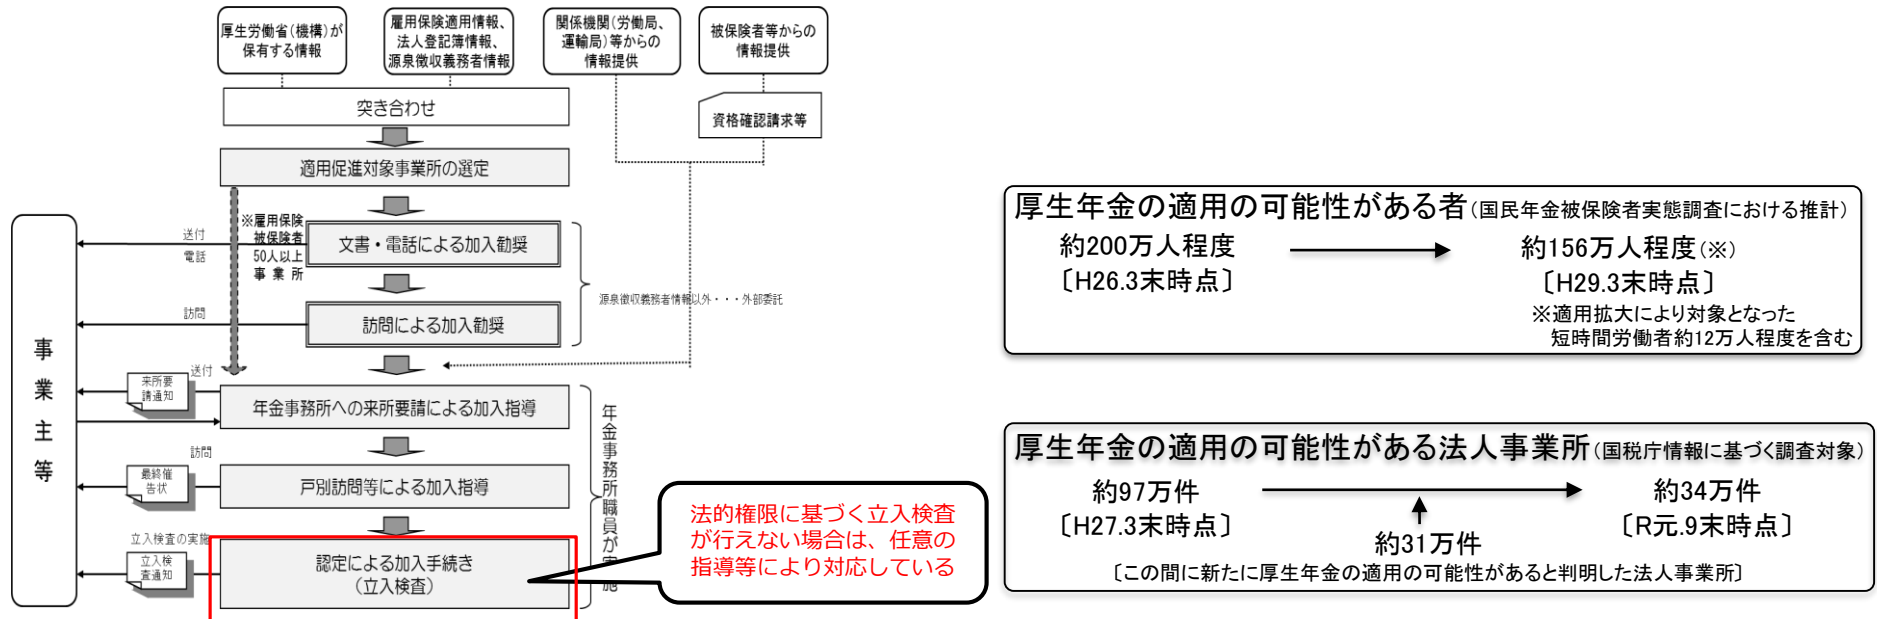 厚生労働省(機構)が
保有する情報
雇用保険適用情報、
法人登記簿情報、
源泉徴収義務者情報
関係機関(労働局、
運輸局)等からの
情報提供
被保険者等からの
情報提供
突き合わせ
資格確認請求等
適用促進対象事業所の選定
※雇用保険
被保険者
50人以上
事業所
送付
電話
文書・電話による加入勧奨
源泉徴収義務者情報以外・・・外部委託
訪問
訪問による加入勧奨
事業主等
送付
来所要
請通知
年金事務所への来所要請による加入指導
年金事務所職員が実施
訪問
最終催
告状
戸別訪問等による加入指導
立入検査の実施
立入検
査通知
認定による加入手続き
(立入検査)
法的権限に基づく立入検査
が行えない場合は、任意の
指導等により対応している
厚生年金の適用の可能性がある者(国民年金被保険者実態調査における推計)
約200万人程度
〔H26.3末時点〕
約156万人程度(※)
〔H29.3末時点〕
※適用拡大により対象となった
短時間労働者約12万人程度を含む
厚生年金の適用の可能性がある法人事業所(国税庁情報に基づく調査対象)
約97万件
〔H27.3末時点〕
約34万件
〔R元.9末時点〕
約31万件
〔この間に新たに厚生年金の適用の可能性があると判明した法人事業所〕